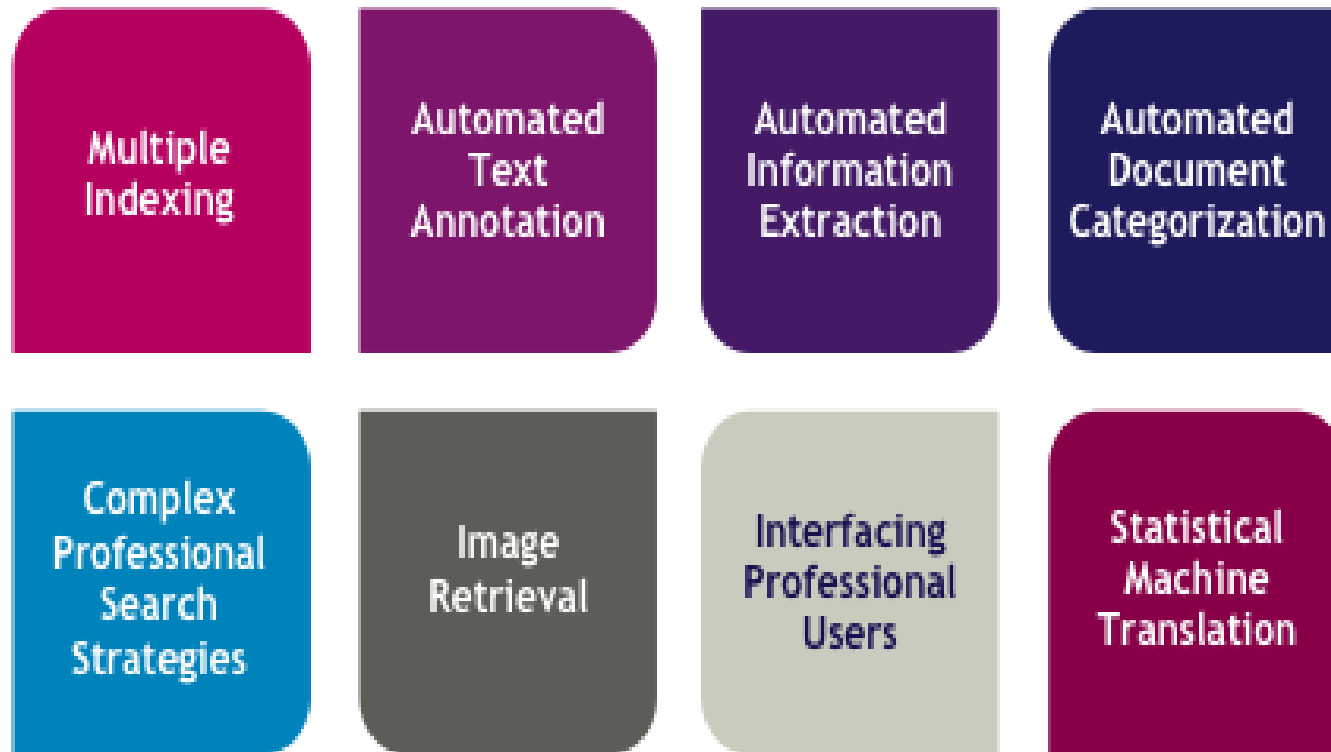 Multiple
Indexing
Automated
Text
Annotation
Automated
Information
Extraction
Automated
Document
Categorization
Complex
Professional
Search
Strategies
Image
Retrieval
Interfacing
Professional
Users
Statistical
Machine
Translation